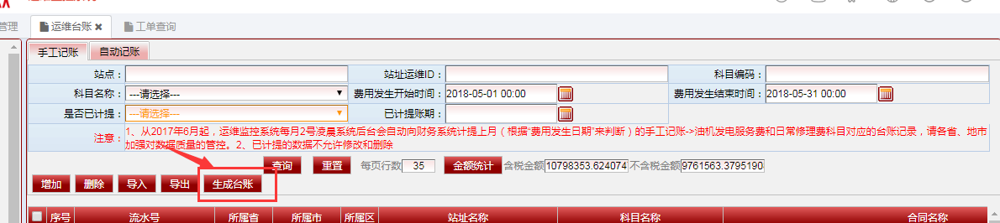 管理 运维台账 工单查询
手工记账 自动记账
站点： 站址运维ID： 科目编码：
科目名称： ---请选择--- 费用发生开始时间： 2018-05-01 00:00 费用发生结束时间： 2018-05-31 00:00
是否已计提： ---请选择--- 已计提账期：
注意： 1、从2017年6月起，运维监控系统每月2号凌晨系统后台会自动向财务系统计提上月（根据“费用发生日期”来判断）的手工记账->油机发电服务费和日常修理费科目对应的台账记录，请各省、地市
加强对数据质量的管控。2、已计提的数据不允许修改和删除
查询 重置 每页行数 35 金额统计 含税金额 10798353.624074 不含税金额 9761563.3795190
增加 删除 导入 导出 生成台账
序号 流水号 所属省 所属市 所属区 站址名称 科目名称 合同名称